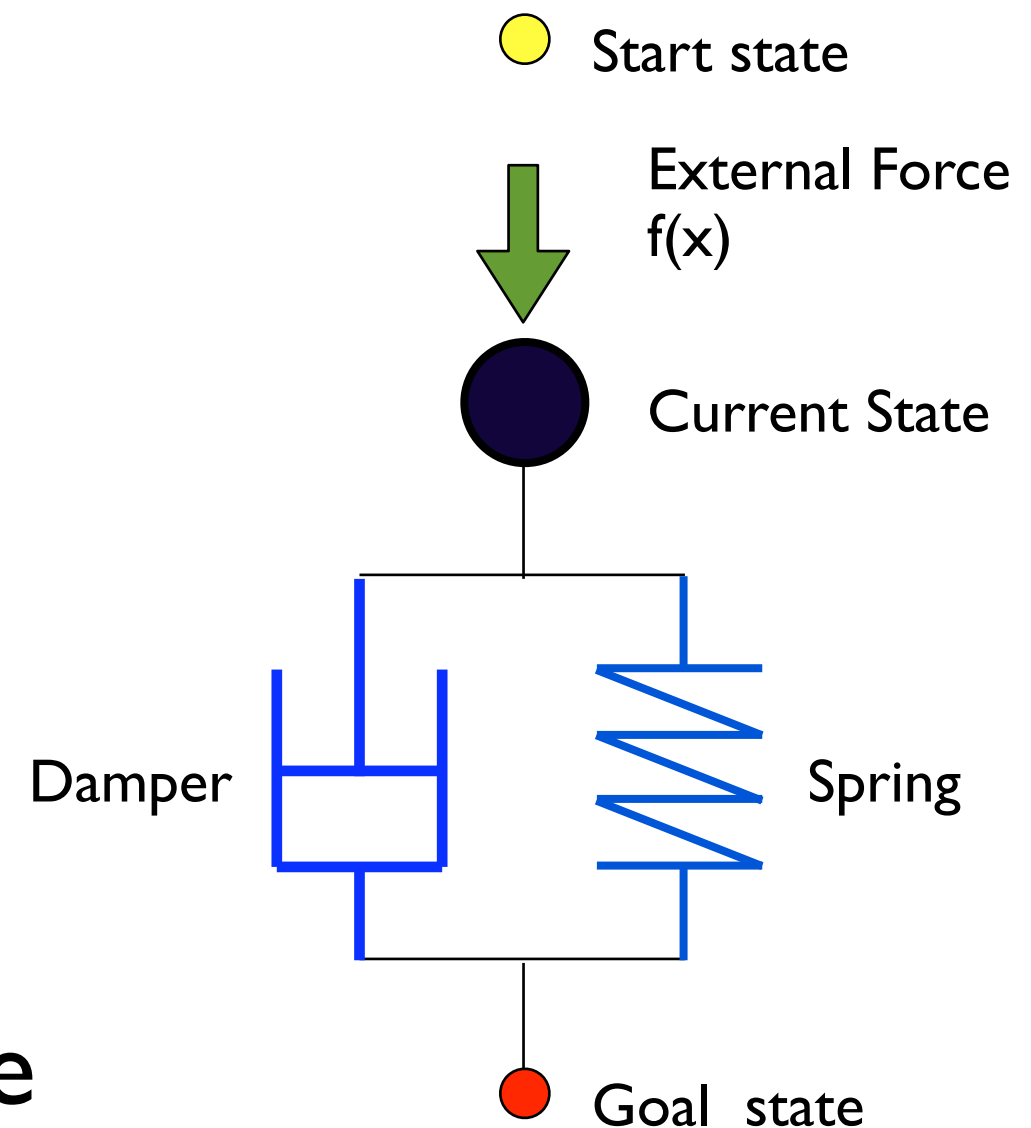 Start state
External Force
f(x)
Current State
Damper
Spring
e
Goal state